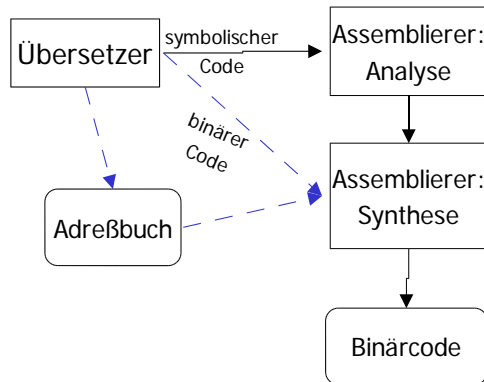 Übersetzer
symbolischer
Code
Assemblierer:
Analyse
binärer
Code
Adreßbuch
Assemblierer:
Synthese
Binärcode